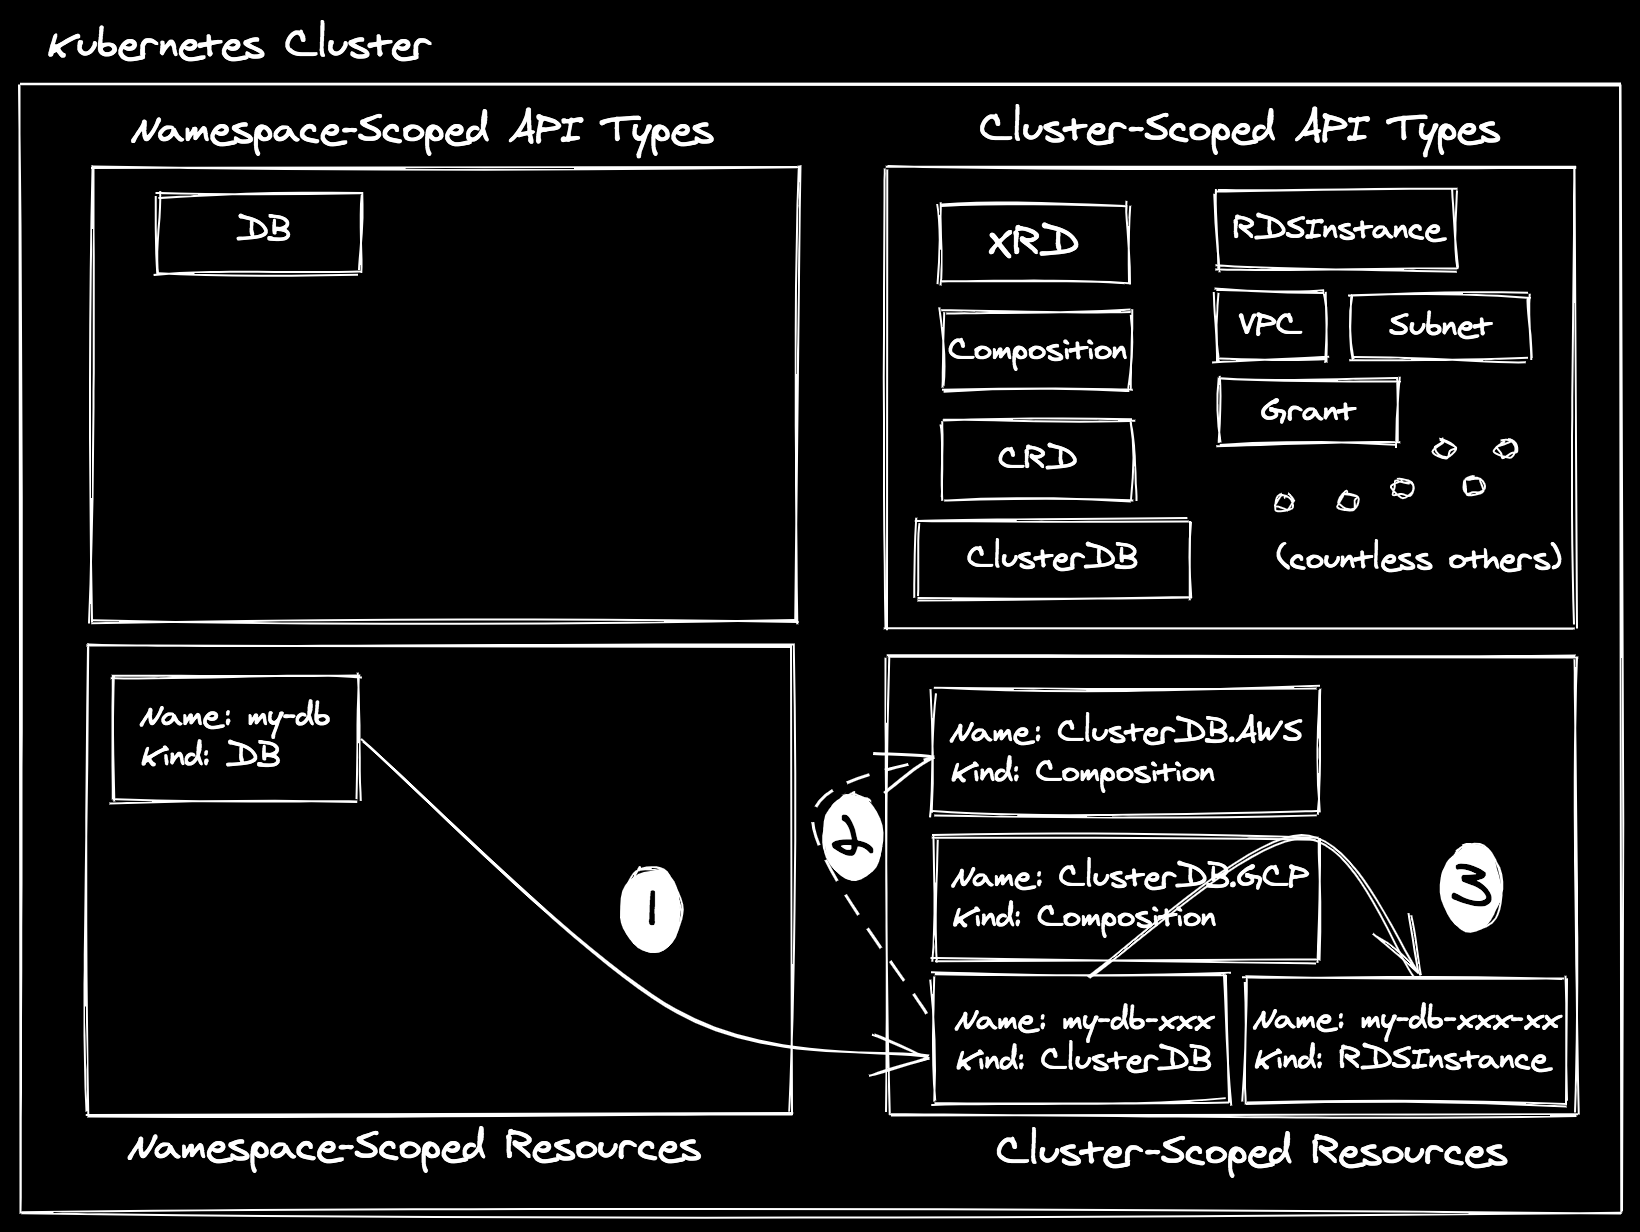 Kubernetes Cluster
Namespace-Scoped API Types
DB
Cluster-Scoped API Types
XRD
RDSInstance
VPC
Subnet
Composition
Grant
CRD
ClusterDB
(countless others)
Name: my-db
Kind: DB
1
Namespace-Scoped Resources
2
Name: ClusterDB.AWS
Kind: Composition
Name: ClusterDB.GCP
Kind: Composition
3
Name: my-db-xxx
Kind: ClusterDB
Name: my-db-xxx-xx
Kind: RDSInstance
Cluster-Scoped Resources